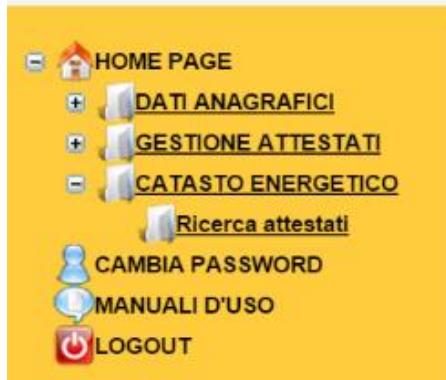 HOME PAGE
DATI ANAGRAFICI
GESTIONE ATTESTATI
CATASTO ENERGETICO
Ricerca attestati
CAMBIA PASSWORD
MANUALI D'USO
LOGOUT